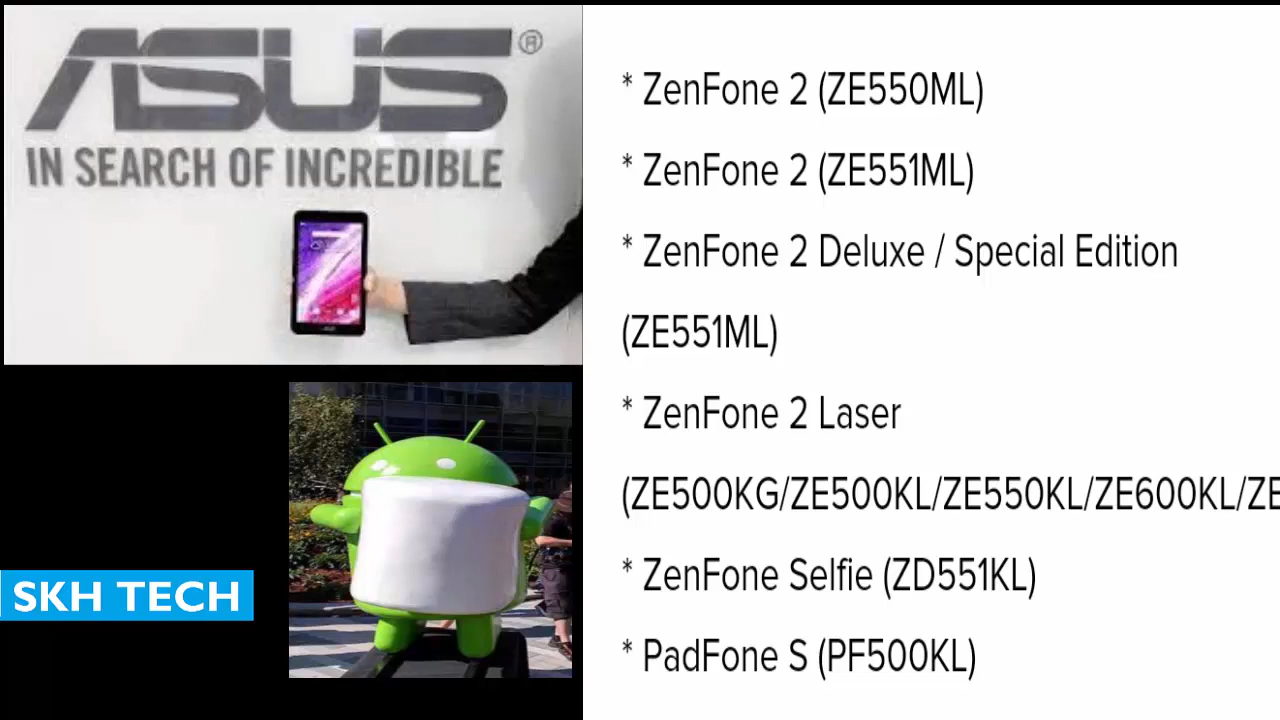 ASUS®
IN SEARCH OF INCREDIBLE
SKH TECH
* ZenFone 2 (ZE550ML)
* ZenFone 2 (ZE551ML)
* ZenFone 2 Deluxe / Special Edition
(ZE551ML)
* ZenFone 2 Laser
(ZE500KG/ZE500KL/ZE550KL/ZE600KL/ZE
* ZenFone Selfie (ZD551KL)
* PadFone S (PF500KL)